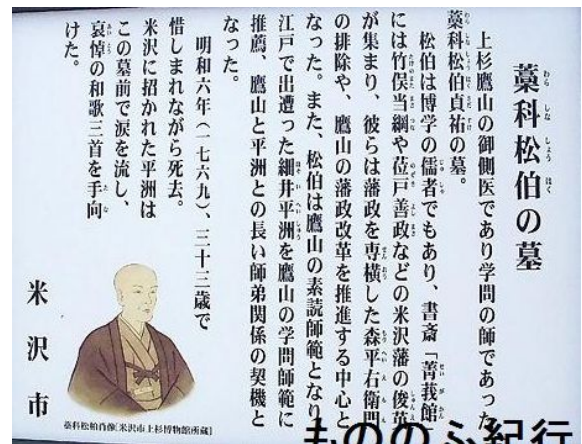 藁科松伯の墓
上杉鷹山の御側医であり学問の師であった
藁科松伯貞祐の墓。
松伯は博学の儒者でもあり、書斎「菁莪館」
には竹俣当綱や莅戸善政などの米沢藩の俊英
が集まり、彼らは藩政を専横した森平右衛門
の排除や、鷹山の藩政改革を推進する中心と
なった。また、松伯は鷹山の素読師範となり
江戸で出遭った細井平洲を鷹山の学問師範に
推薦、鷹山と平洲との長い師弟関係の契機と
なった。
明和六年(一七六九)、三十三歳で
惜しまれながら死去。
米沢に招かれた平洲は
この墓前で涙を流し、
哀悼の和歌三首を手向
けた。
米沢市
藁科松柏肖像[米沢市上杉博物館所蔵]
もののふ紀行